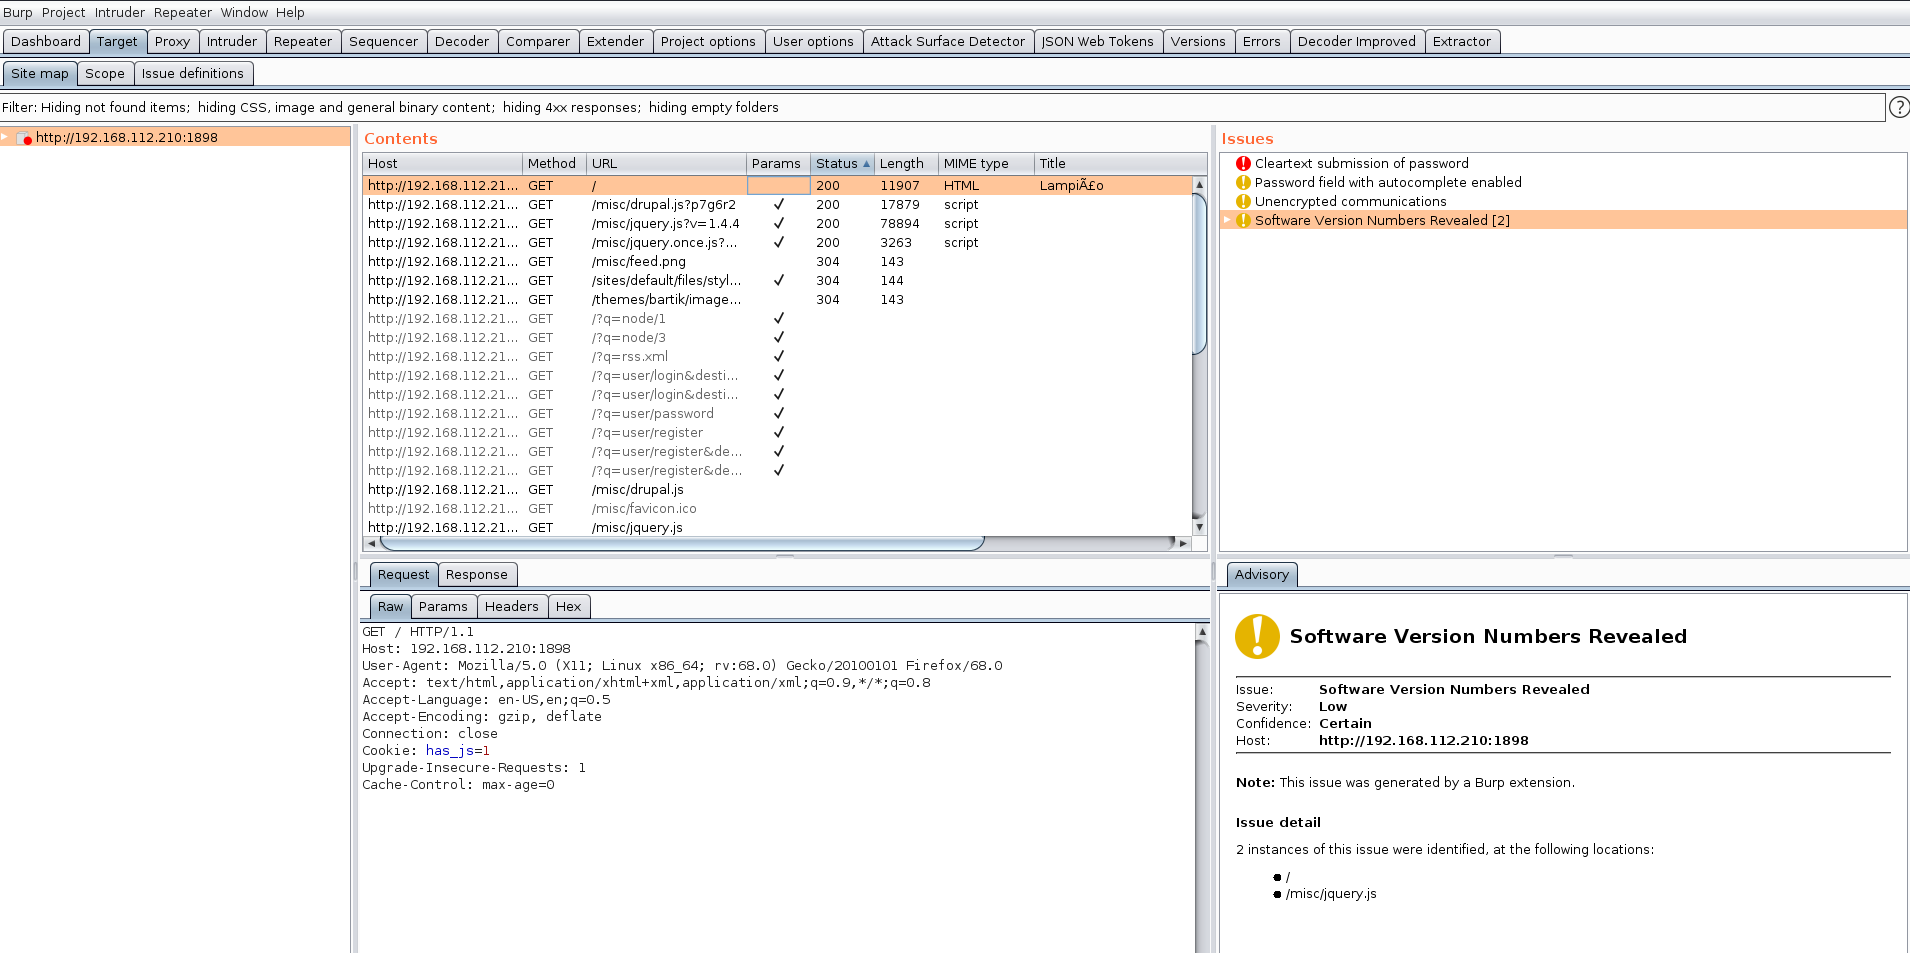 Burp Project Intruder Repeater Window Help
Dashboard Target Proxy Intruder Repeater Sequencer Decoder Comparer Extender Project options User options Attack Surface Detector JSON Web Tokens Versions Errors Decoder Improved Extractor
Site map Scope Issue definitions
Filter: Hiding not found items; hiding CSS, image and general binary content; hiding 4xx responses; hiding empty folders
?
http://192.168.112.210:1898
Contents
Host Method URL Params Status Length MIME type Title
http://192.168.112.21... GET / 200 11907 HTML LampiÃ£o
http://192.168.112.21... GET /misc/drupal.js?p7g6r2 ✓ 200 17879 script
http://192.168.112.21... GET /misc/jquery.js?v=1.4.4 ✓ 200 78894 script
http://192.168.112.21... GET /misc/jquery.once.js?... ✓ 200 3263 script
http://192.168.112.21... GET /misc/feed.png 304 143
http://192.168.112.21... GET /sites/default/files/styl... ✓ 304 144
http://192.168.112.21... GET /themes/bartik/image... 304 143
http://192.168.112.21... GET /?q=node/1 ✓
http://192.168.112.21... GET /?q=node/3 ✓
http://192.168.112.21... GET /?q=rss.xml ✓
http://192.168.112.21... GET /?q=user/login&desti... ✓
http://192.168.112.21... GET /?q=user/login&desti... ✓
http://192.168.112.21... GET /?q=user/password ✓
http://192.168.112.21... GET /?q=user/register ✓
http://192.168.112.21... GET /?q=user/register&de... ✓
http://192.168.112.21... GET /?q=user/register&de... ✓
http://192.168.112.21... GET /misc/drupal.js
http://192.168.112.21... GET /misc/favicon.ico
http://192.168.112.21... GET /misc/jquery.js
Request Response
Raw Params Headers Hex
GET / HTTP/1.1
Host: 192.168.112.210:1898
User-Agent: Mozilla/5.0 (X11; Linux x86_64; rv:68.0) Gecko/20100101 Firefox/68.0
Accept: text/html,application/xhtml+xml,application/xml;q=0.9,*/*;q=0.8
Accept-Language: en-US,en;q=0.5
Accept-Encoding: gzip, deflate
Connection: close
Cookie: has_js=1
Upgrade-Insecure-Requests: 1
Cache-Control: max-age=0
Issues
Cleartext submission of password
Password field with autocomplete enabled
Unencrypted communications
Software Version Numbers Revealed [2]
Advisory
Software Version Numbers Revealed
Issue: Software Version Numbers Revealed
Severity: Low
Confidence: Certain
Host: http://192.168.112.210:1898
Note: This issue was generated by a Burp extension.
Issue detail
2 instances of this issue were identified, at the following locations:
● /
● /misc/jquery.js